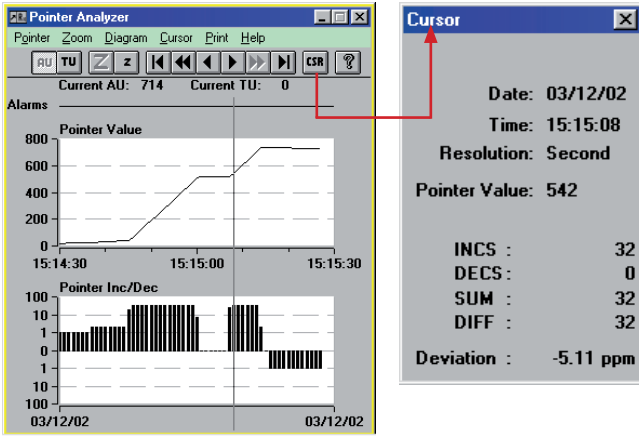 Pointer Analyzer
Pointer Zoom Diagram Cursor Print Help
AU TU Z z CSR ?
Current AU: 714 Current TU: 0
Alarms
Pointer Value
800
600
400
200
0
15:14:30 15:15:00 15:15:30
Pointer Inc/Dec
100
10
1
0
1
10
100
03/12/02 03/12/02
Cursor
Date: 03/12/02
Time: 15:15:08
Resolution: Second
Pointer Value: 542
INCS : 32
DECS : 0
SUM : 32
DIFF : 32
Deviation : -5.11 ppm